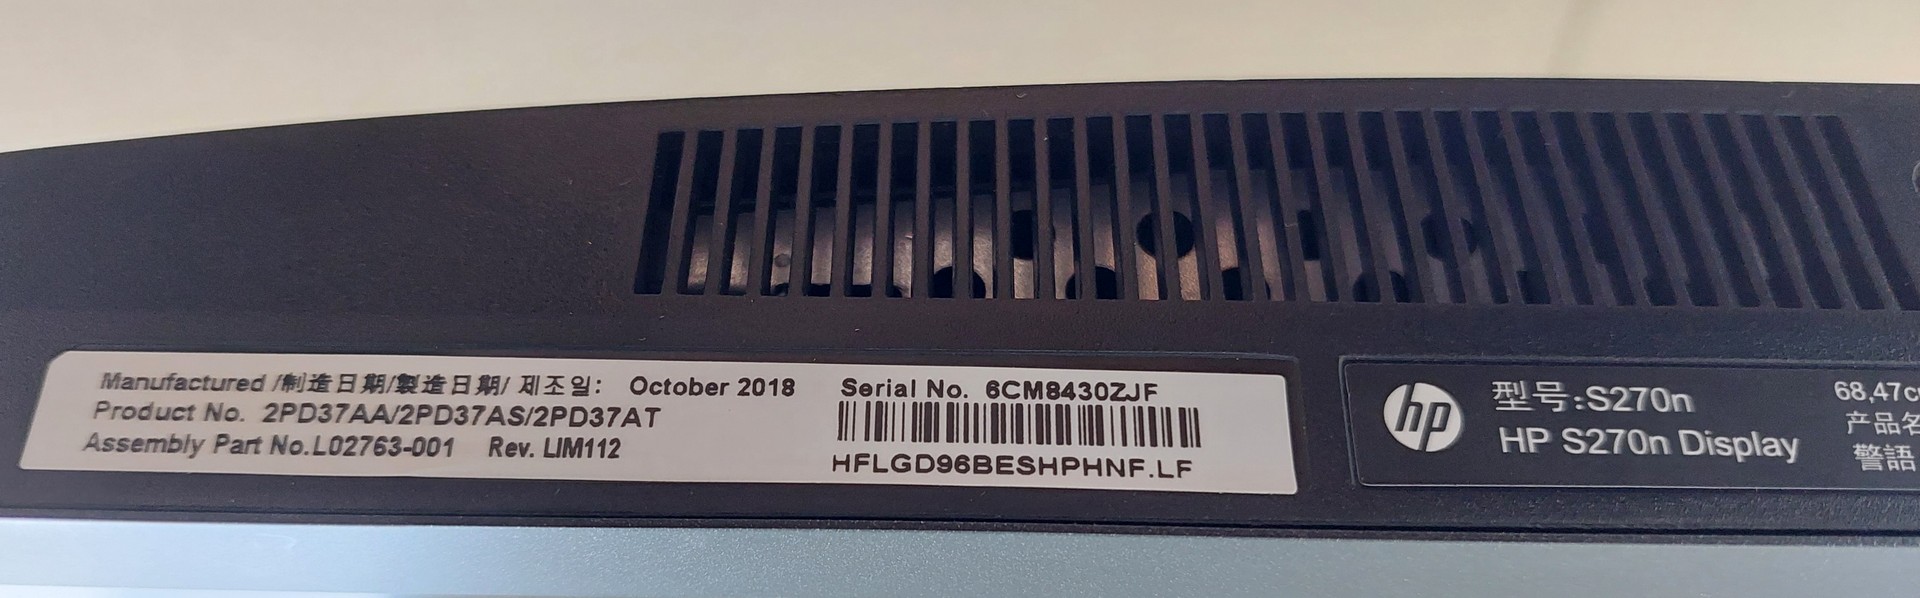 Manufactured /制造日期/製造日期/ 제조일: October 2018
Product No. 2PD37AA/2PD37AS/2PD37AT
Assembly Part No.L02763-001 Rev. LIM112
Serial No. 6CM8430ZJF
HFLGD96BESHPHNF.LF
hp
型号:S270n
HP S270n Display
68,47c
产品名
警語